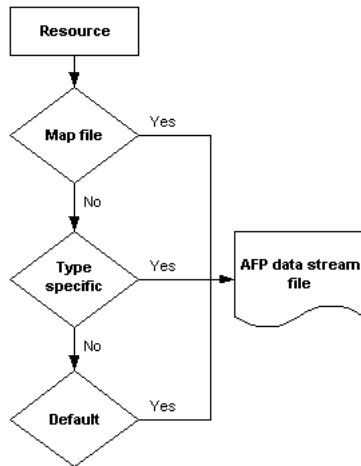 Resource
Map file
Yes
No
Type
specific
Yes
AFP data stream
file
No
Default
Yes